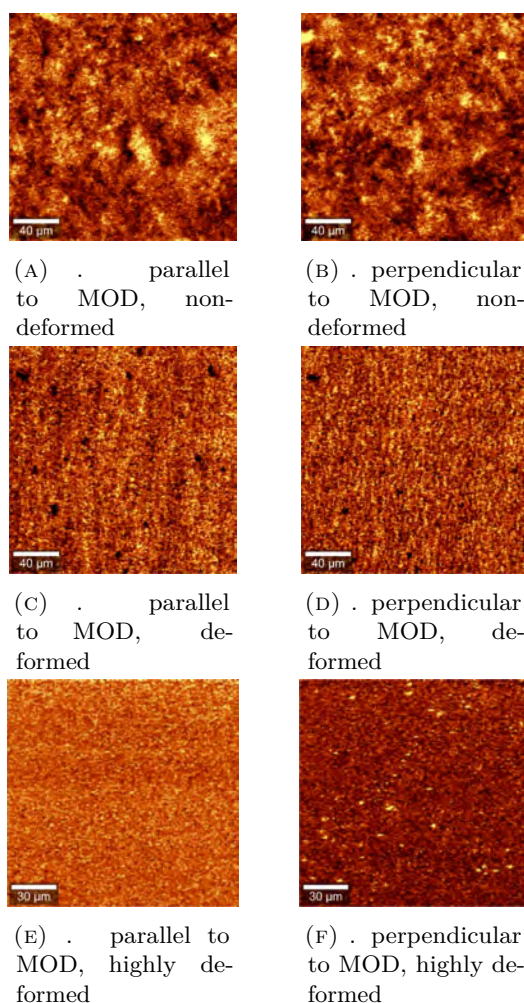 40 µm
40 µm
(A) . parallel
to MOD, non-
deformed
(B) . perpendicular
to MOD, non-
deformed
40 µm
40 µm
(C) . parallel
to MOD, de-
formed
(D) . perpendicular
to MOD, de-
formed
30 µm
30 µm
(E) . parallel to
MOD, highly de-
formed
(F) . perpendicular
to MOD, highly de-
formed